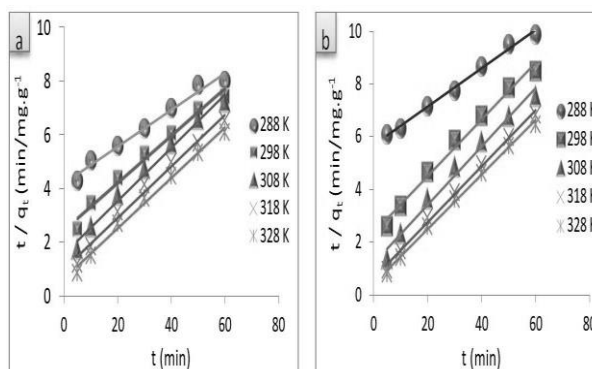 a
t / qt (min/mg.g-1)
10
8
6
4
2
0
0 20 40 60 80
t (min)
288 K
298 K
308 K
318 K
328 K
b
t / qt (min/mg.g-1)
10
8
6
4
2
0
0 20 40 60 80
t (min)
288 K
298 K
308 K
318 K
328 K